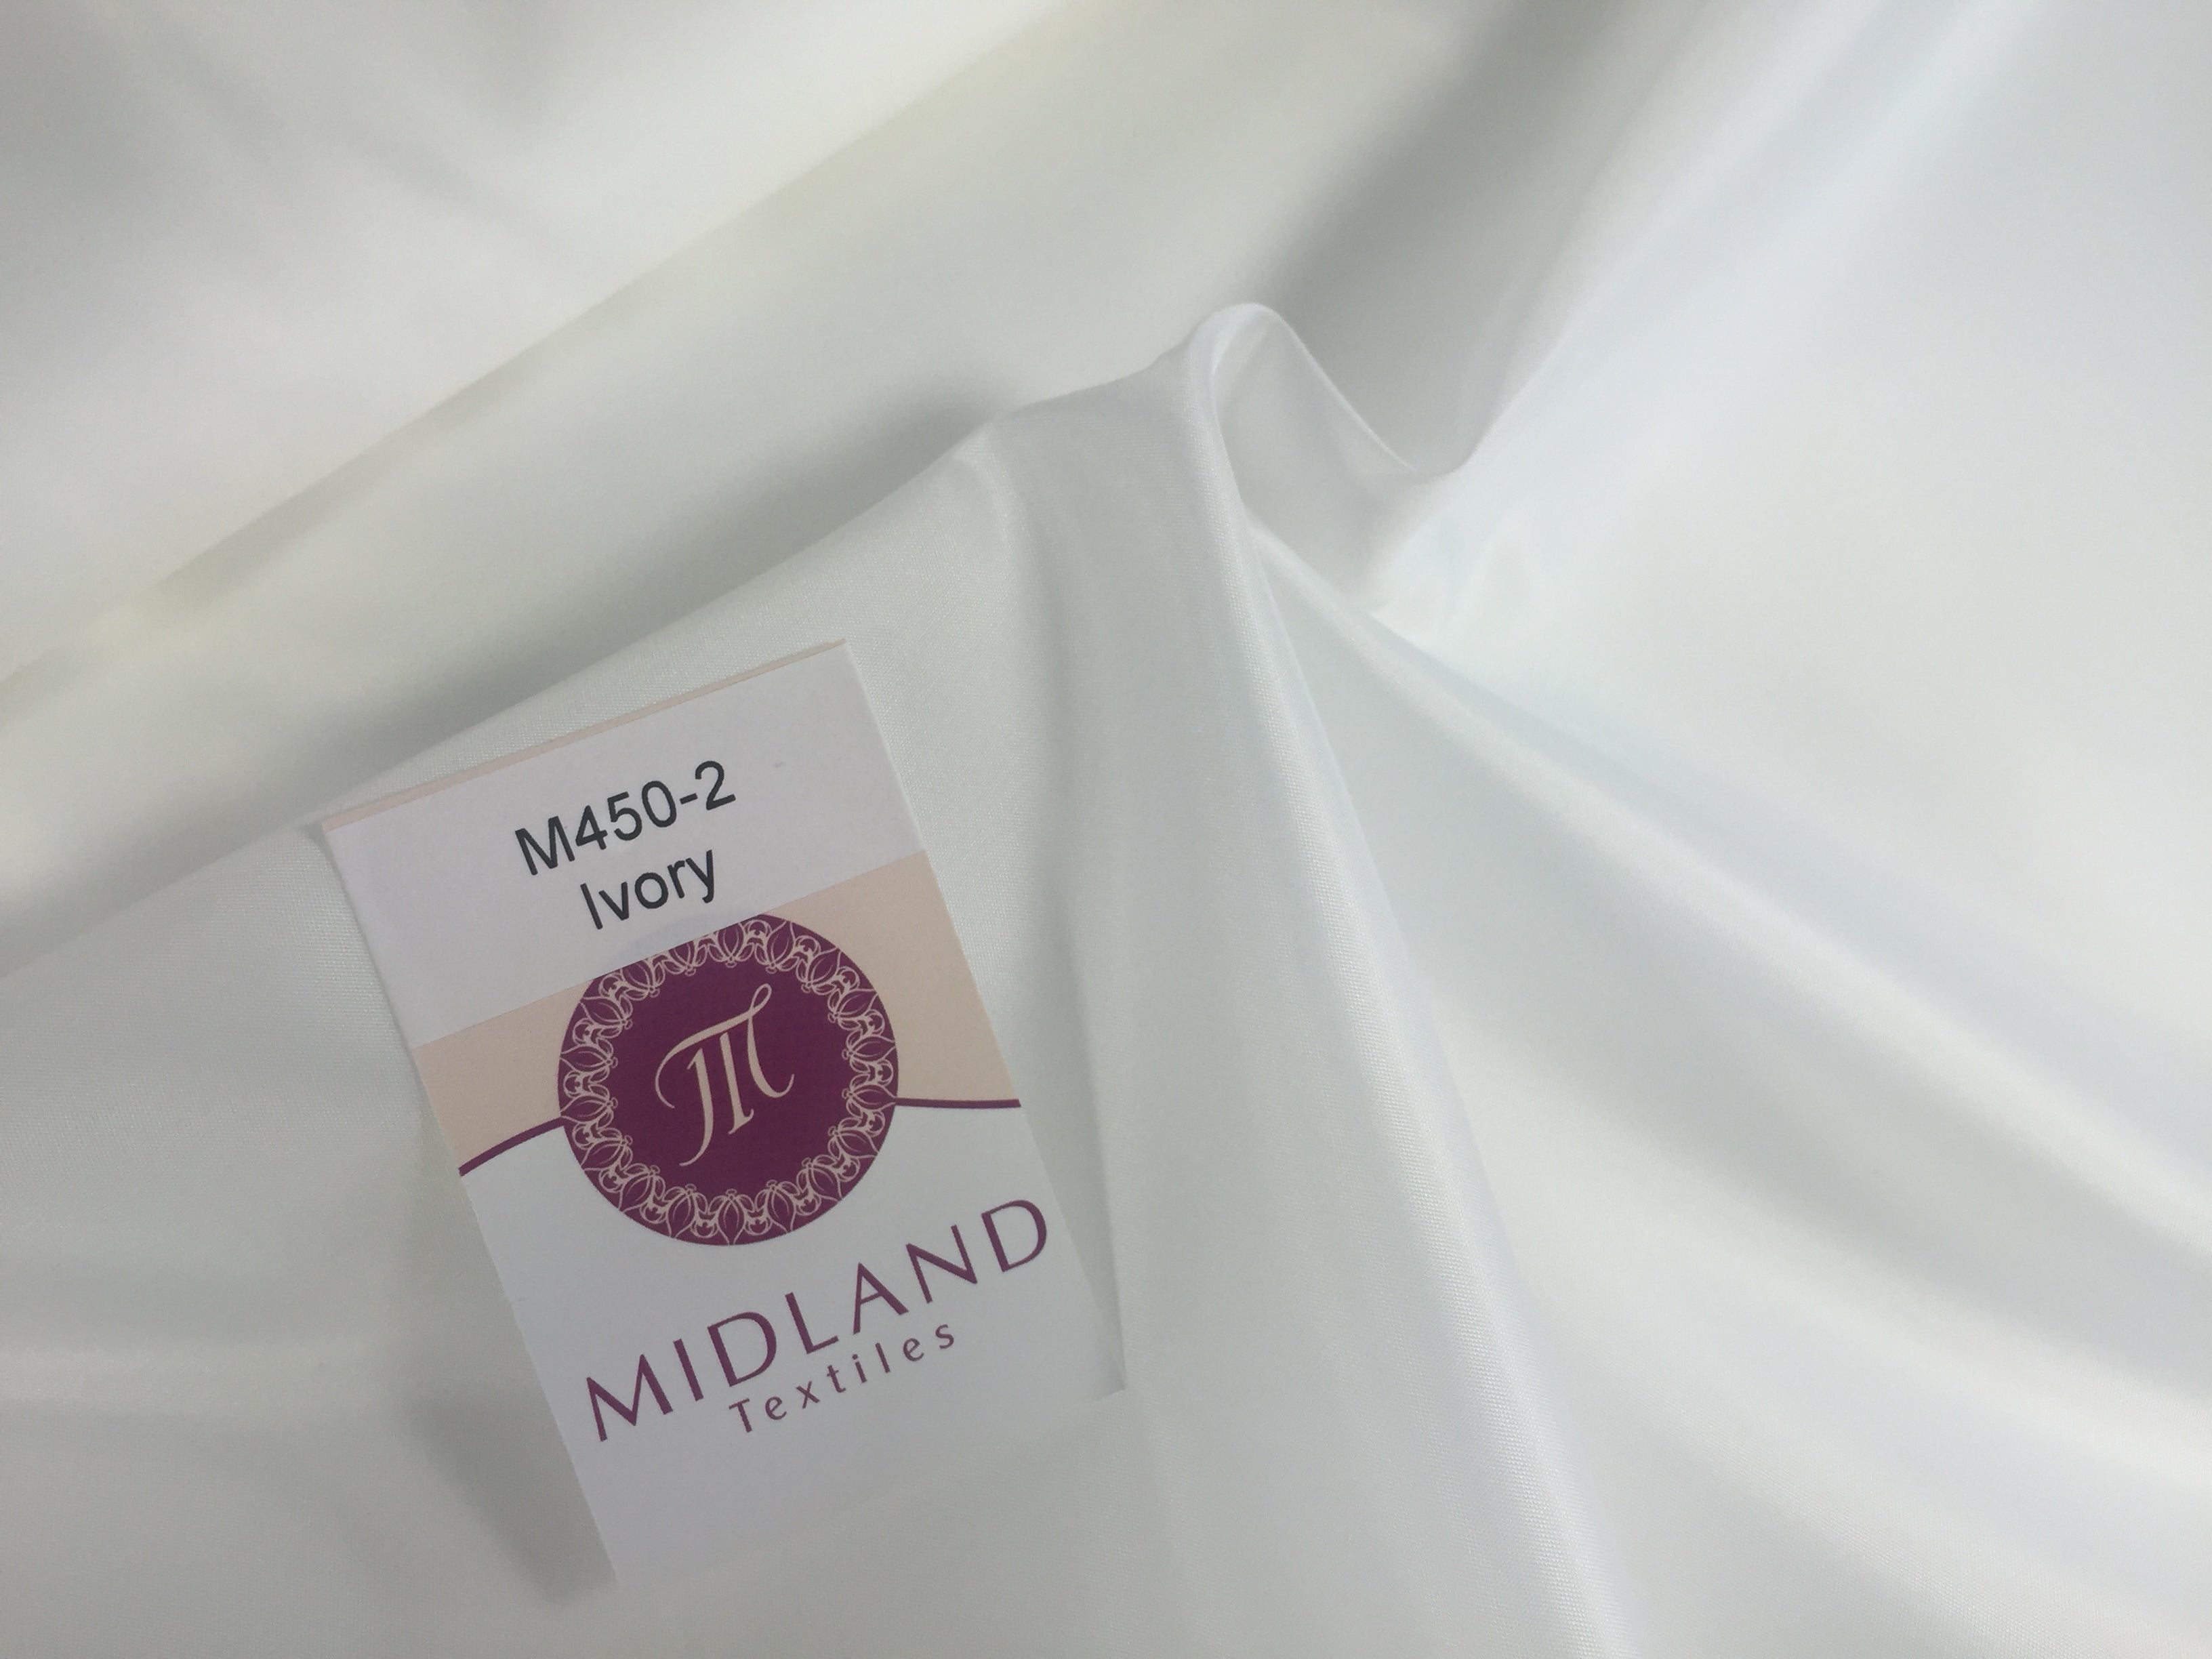 M450-2
Ivory
M
MIDLAND
Textiles